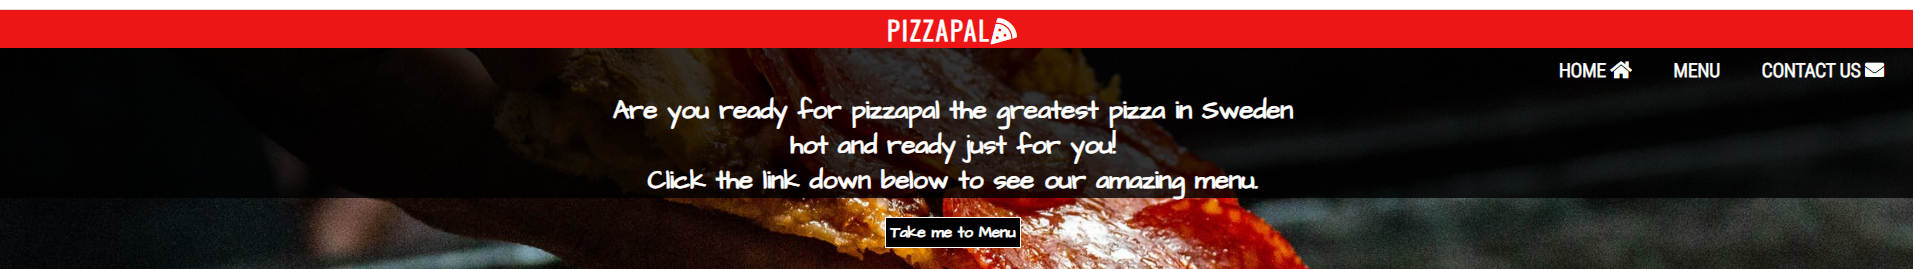 PIZZAPAL
HOME
MENU
CONTACT US
Are you ready for pizzapal the greatest pizza in Sweden
hot and ready just for you!
Click the link down below to see our amazing menu.
Take me to Menu